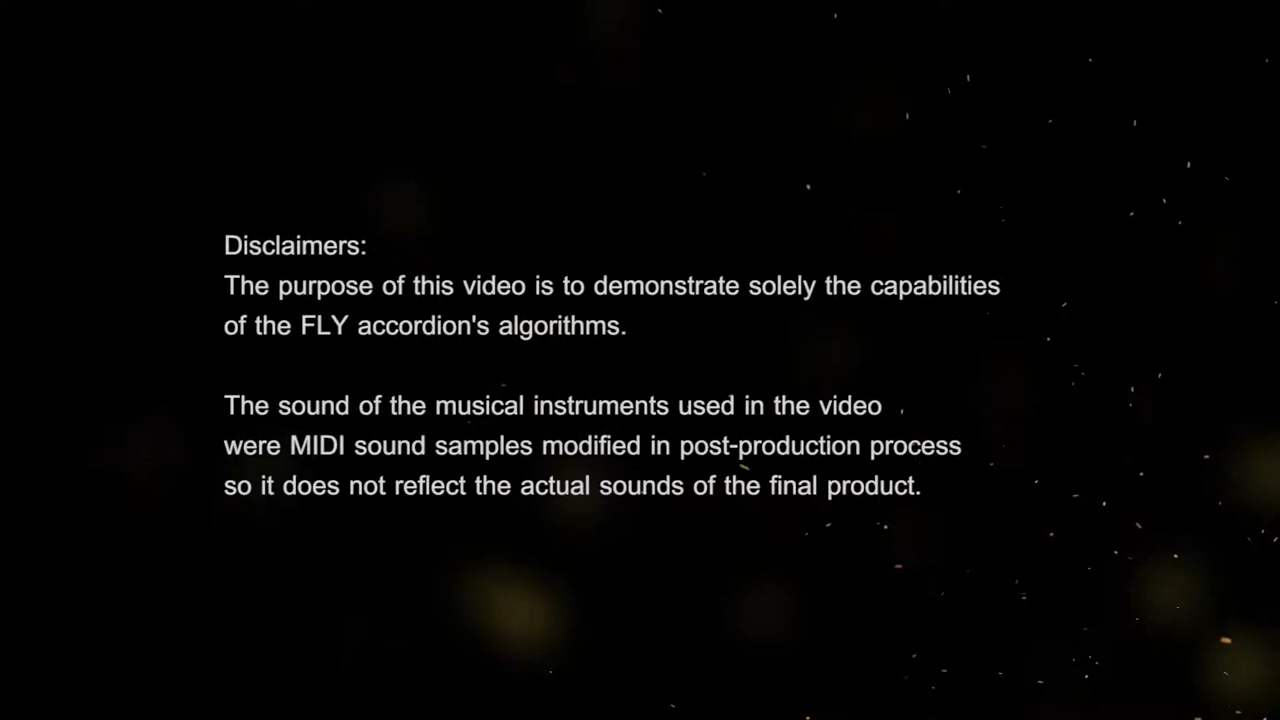 Disclaimers:
The purpose of this video is to demonstrate solely the capabilities
of the FLY accordion's algorithms.
The sound of the musical instruments used in the video
were MIDI sound samples modified in post-production process
so it does not reflect the actual sounds of the final product.